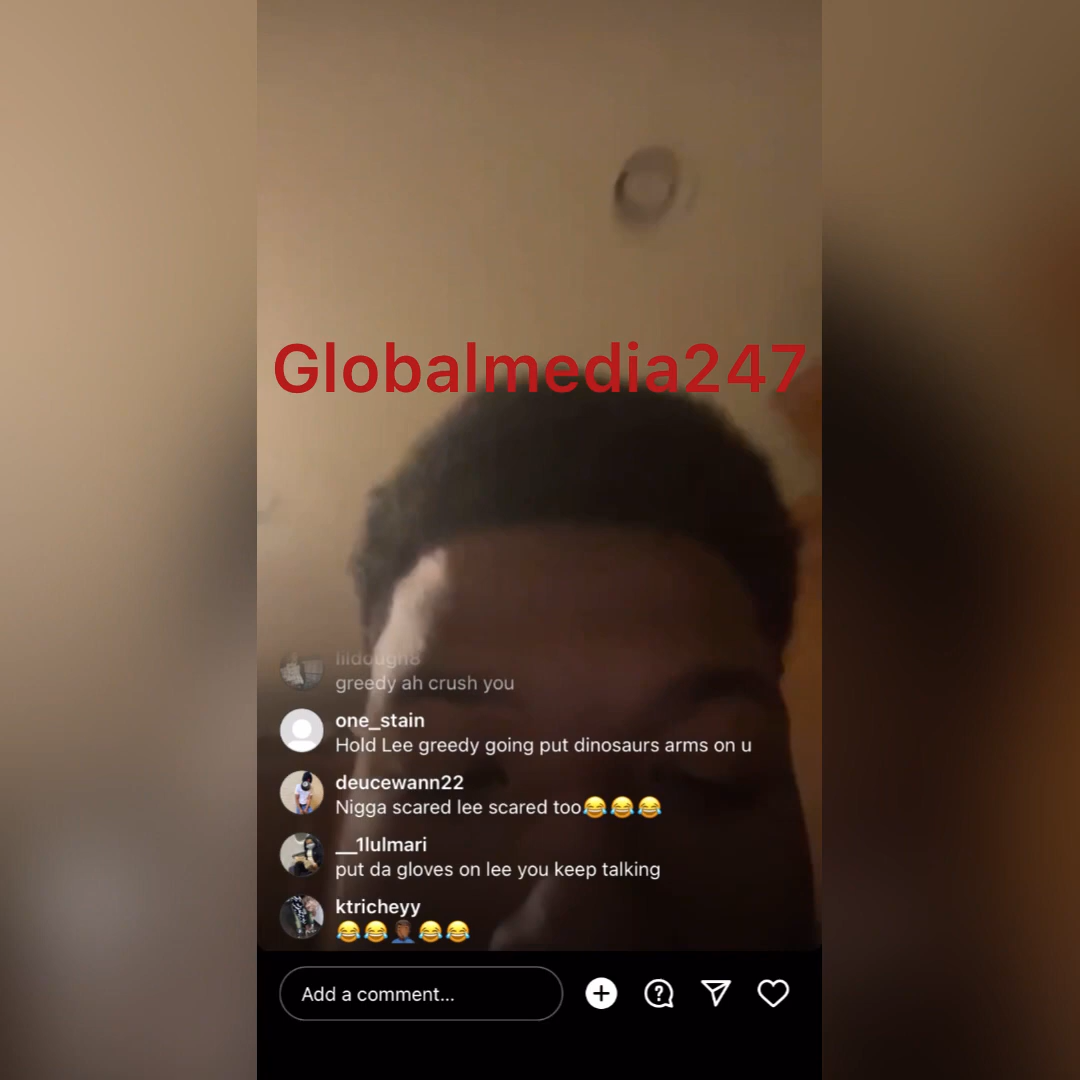 Globalmedia247
lildough8
greedy ah crush you
one_stain
Hold Lee greedy going put dinosaurs arms on u
deucewann22
Nigga scared lee scared too😂😂😂
__1lulmari
put da gloves on lee you keep talking
ktricheyy
😂😂🤦🏾‍♂️😂😂
Add a comment...